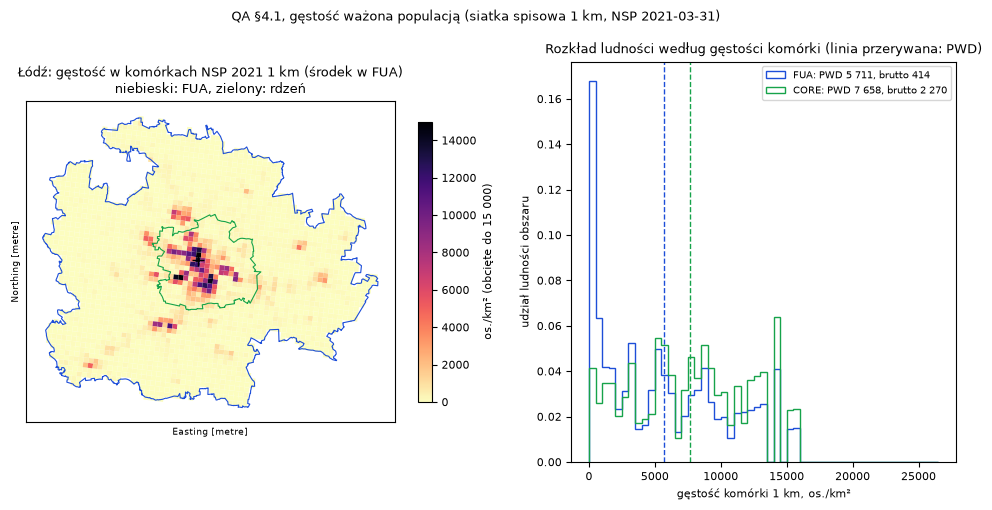 QA §4.1, gęstość ważona populacją (siatka spisowa 1 km, NSP 2021-03-31)
Łódź: gęstość w komórkach NSP 2021 1 km (środek w FUA)
niebieski: FUA, zielony: rdzeń
Northing [metre]
Easting [metre]
14000
12000
10000
8000
6000
4000
2000
0
os./km² (obcięte do 15 000)
Rozkład ludności według gęstości komórki (linia przerywana: PWD)
FUA: PWD 5 711, brutto 414
CORE: PWD 7 658, brutto 2 270
udział ludności obszaru
0.16
0.14
0.12
0.10
0.08
0.06
0.04
0.02
0.00
0 5000 10000 15000 20000 25000
gęstość komórki 1 km, os./km²